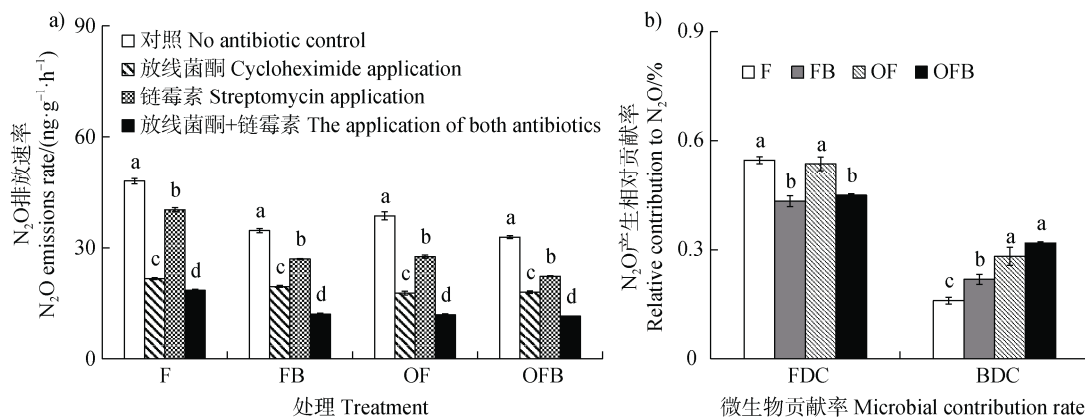 a)
N₂O排放速率
N₂O emissions rate/(ng·g⁻¹·h⁻¹)
90
60
30
0
对照 No antibiotic control
放线菌酮 Cycloheximide application
链霉素 Streptomycin application
放线菌酮+链霉素 The application of both antibiotics
a b c d
a b c d
a b c d
a b c d
F FB OF OFB
处理 Treatment
b)
N₂O产生相对贡献率
Relative contribution to N₂O/%
0.9
0.6
0.3
0.0
F FB OF OFB
a b a b
c b a a
FDC BDC
微生物贡献率 Microbial contribution rate